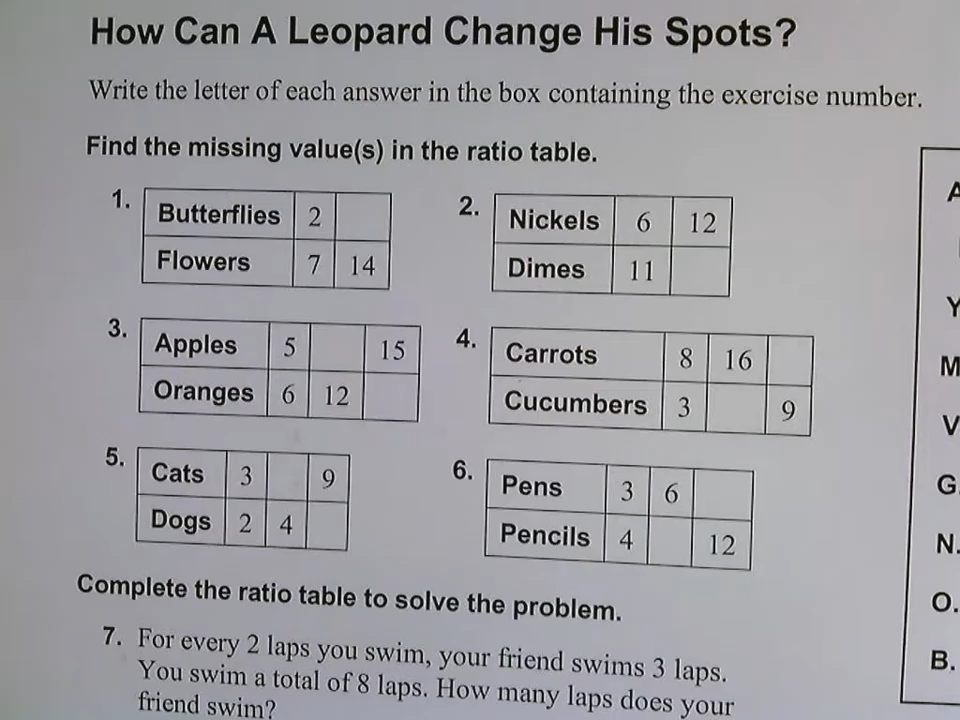 How Can A Leopard Change His Spots?
Write the letter of each answer in the box containing the exercise number.
Find the missing value(s) in the ratio table.
1. Butterflies 2
Flowers 7 14
2. Nickels 6 12
Dimes 11
3. Apples 5 15
Oranges 6 12
4. Carrots 8 16
Cucumbers 3 9
5. Cats 3 9
Dogs 2 4
6. Pens 3 6
Pencils 4 12
Complete the ratio table to solve the problem.
7. For every 2 laps you swim, your friend swims 3 laps.
You swim a total of 8 laps. How many laps does your
friend swim?
A
Y
M
V
G.
N.
O.
B.